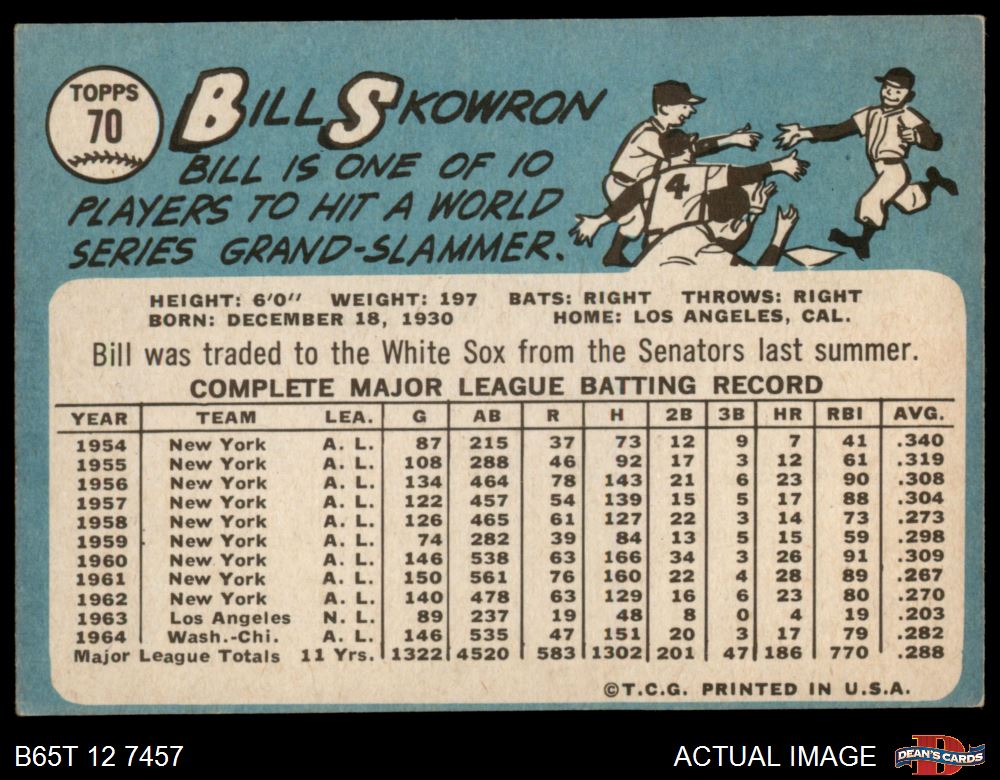 TOPPS
70
BILL SKOWRON
BILL IS ONE OF 10
PLAYERS TO HIT A WORLD
SERIES GRAND-SLAMMER.
4
HEIGHT: 6'0" WEIGHT: 197 BATS: RIGHT THROWS: RIGHT
BORN: DECEMBER 18, 1930 HOME: LOS ANGELES, CAL.
Bill was traded to the White Sox from the Senators last summer.
COMPLETE MAJOR LEAGUE BATTING RECORD
YEAR TEAM LEA. G AB R H 2B 3B HR RBI AVG.
1954 New York A. L. 87 215 37 73 12 9 7 41 .340
1955 New York A. L. 108 288 46 92 17 3 12 61 .319
1956 New York A. L. 134 464 78 143 21 6 23 90 .308
1957 New York A. L. 122 457 54 139 15 5 17 88 .304
1958 New York A. L. 126 465 61 127 22 3 14 73 .273
1959 New York A. L. 74 282 39 84 13 5 15 59 .298
1960 New York A. L. 146 538 63 166 34 3 26 91 .309
1961 New York A. L. 150 561 76 160 22 4 28 89 .267
1962 New York A. L. 140 478 63 129 16 6 23 80 .270
1963 Los Angeles N. L. 89 237 19 48 8 0 4 19 .203
1964 Wash.-Chi. A. L. 146 535 47 151 20 3 17 79 .282
Major League Totals 11 Yrs. 1322 4520 583 1302 201 47 186 770 .288
©T.C.G. PRINTED IN U.S.A.
B65T 12 7457 ACTUAL IMAGE
D
DEAN'S CARDS